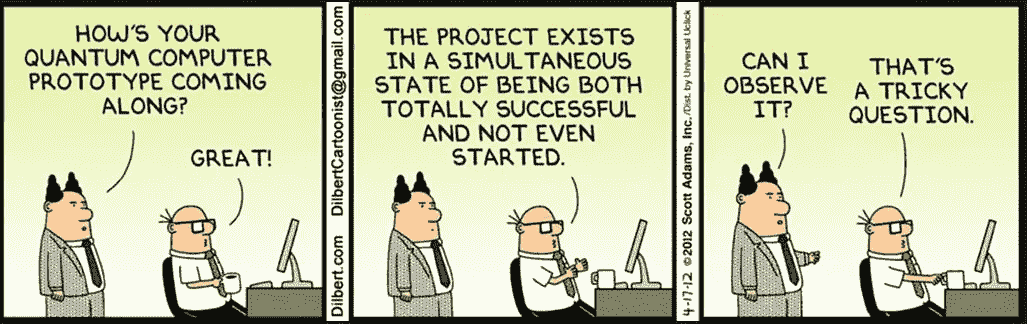 HOW'S YOUR
QUANTUM COMPUTER
PROTOTYPE COMING
ALONG?
GREAT!
Dilbert.com DilbertCartoonist@gmail.com
THE PROJECT EXISTS
IN A SIMULTANEOUS
STATE OF BEING BOTH
TOTALLY SUCCESSFUL
AND NOT EVEN
STARTED.
4-17-12 ©2012 Scott Adams, Inc. /Dist. by Universal Uclick
CAN I
OBSERVE
IT?
THAT'S
A TRICKY
QUESTION.